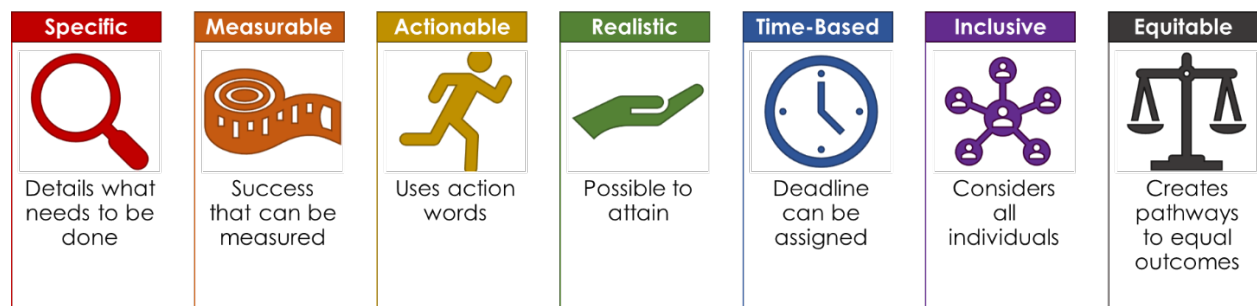 Specific
Details what
needs to be
done
Measurable
Success
that can be
measured
Actionable
Uses action
words
Realistic
Possible to
attain
Time-Based
Deadline
can be
assigned
Inclusive
Considers
all
individuals
Equitable
Creates
pathways
to equal
outcomes